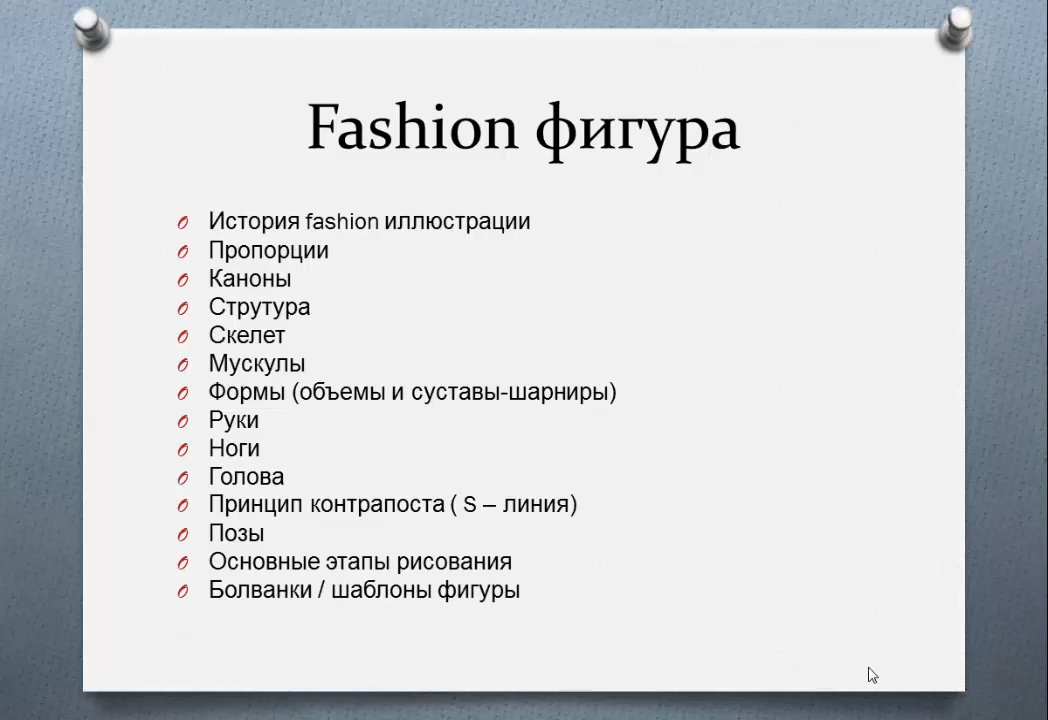 Fashion фигура
История fashion иллюстрации
Пропорции
Каноны
Струтура
Скелет
Мускулы
Формы (объемы и суставы-шарниры)
Руки
Ноги
Голова
Принцип контрапоста ( S – линия)
Позы
Основные этапы рисования
Болванки / шаблоны фигуры